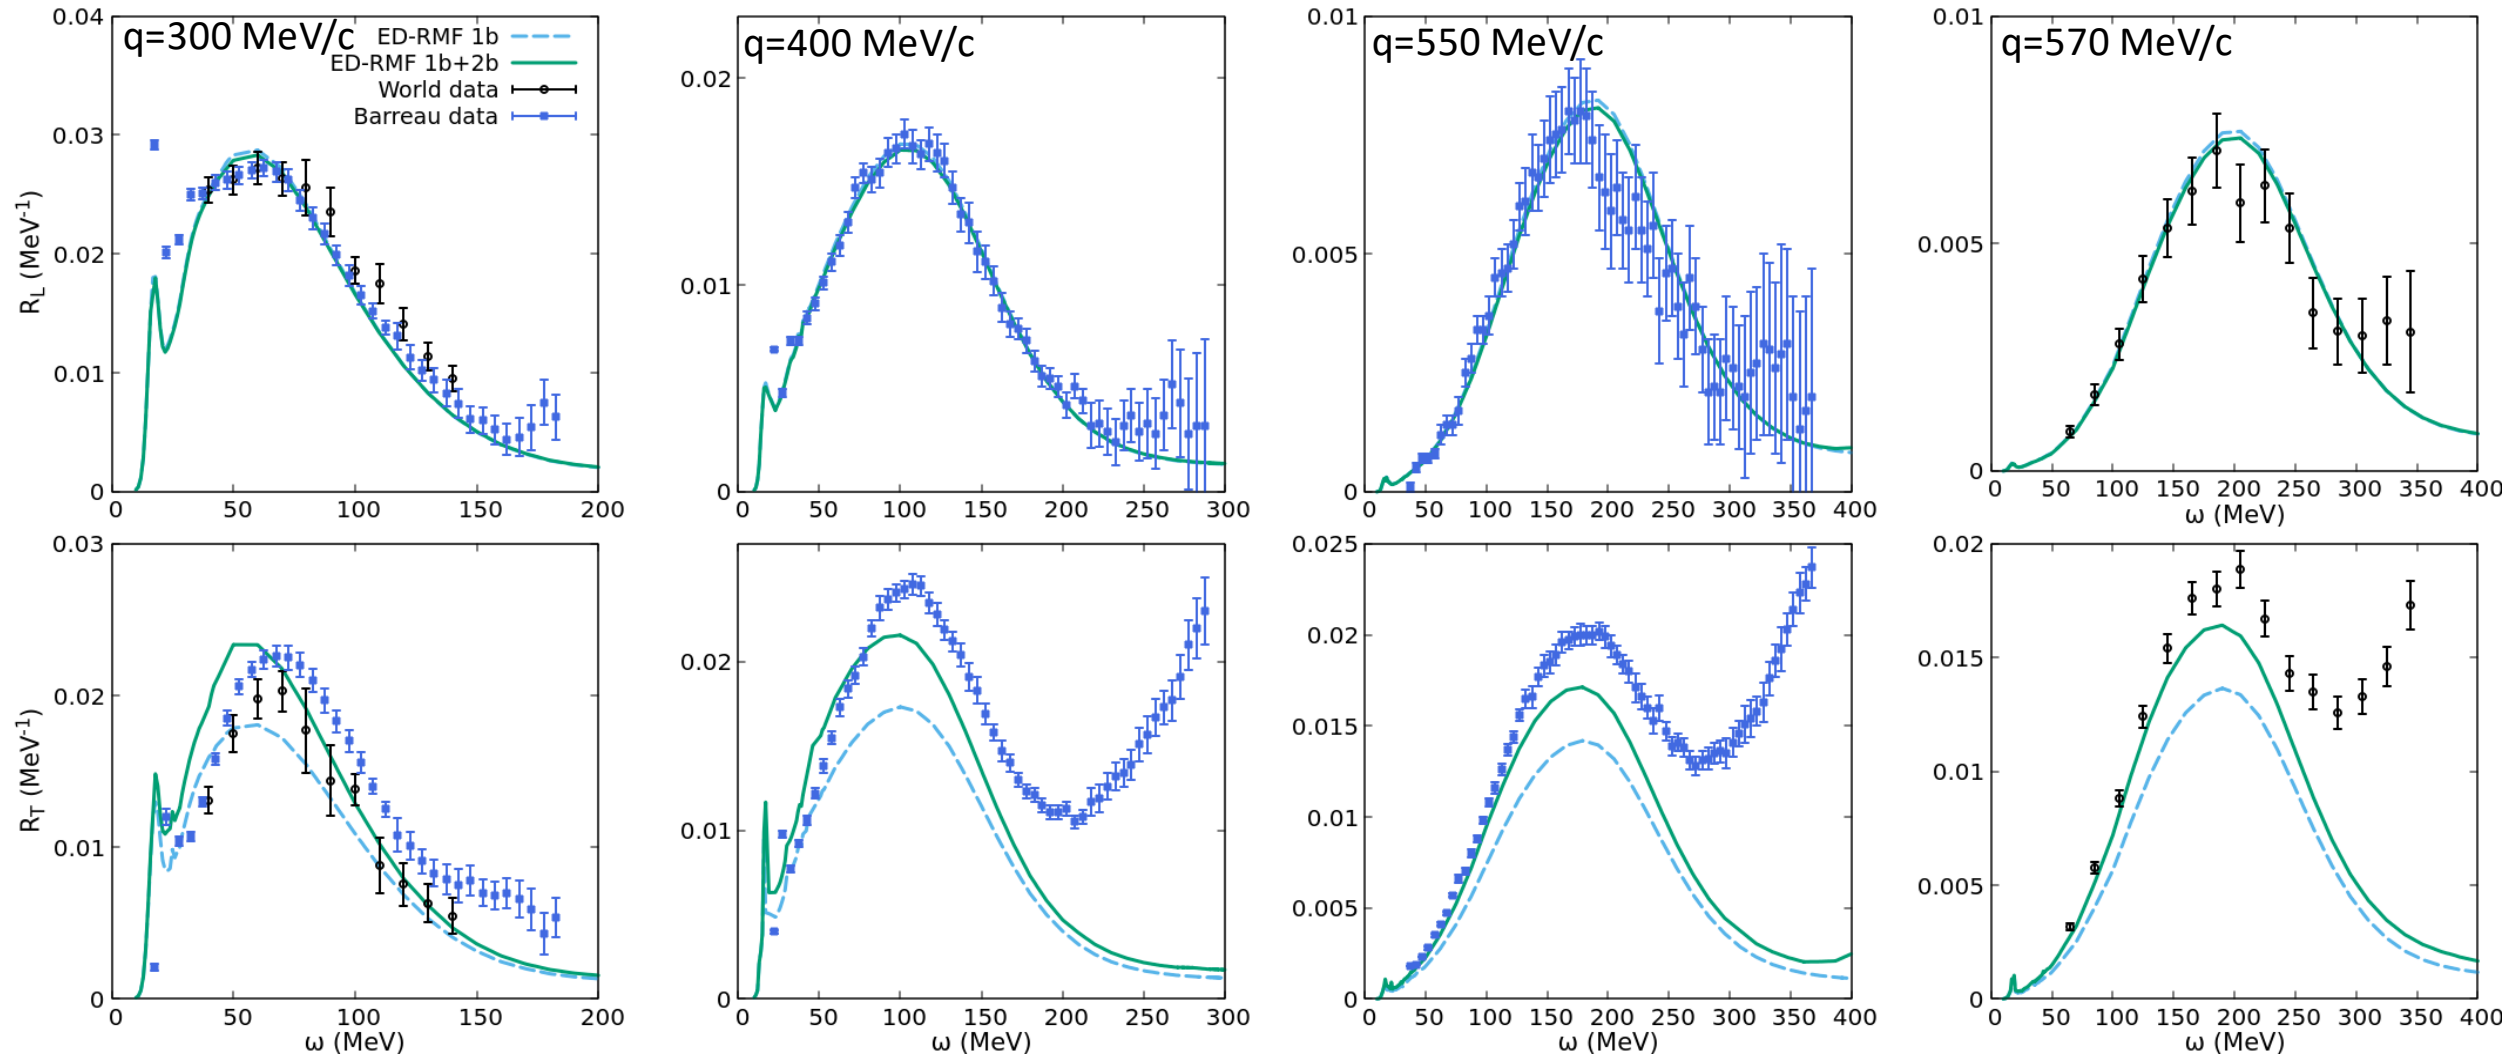 q=300 MeV/c
ED-RMF 1b
ED-RMF 1b+2b
World data
Barreau data
R_L (MeV⁻¹)
0.04
0.03
0.02
0.01
0
0 50 100 150 200
q=400 MeV/c
0.02
0.01
0
0 50 100 150 200 250 300
q=550 MeV/c
0.01
0.005
0
0 50 100 150 200 250 300 350 400
q=570 MeV/c
0.01
0.005
0
0 50 100 150 200 250 300 350 400
ω (MeV)
R_T (MeV⁻¹)
0.03
0.02
0.01
0
0 50 100 150 200
ω (MeV)
0.02
0.01
0
0 50 100 150 200 250 300
ω (MeV)
0.025
0.02
0.015
0.01
0.005
0
0 50 100 150 200 250 300 350 400
ω (MeV)
0.02
0.015
0.01
0.005
0
0 50 100 150 200 250 300 350 400
ω (MeV)